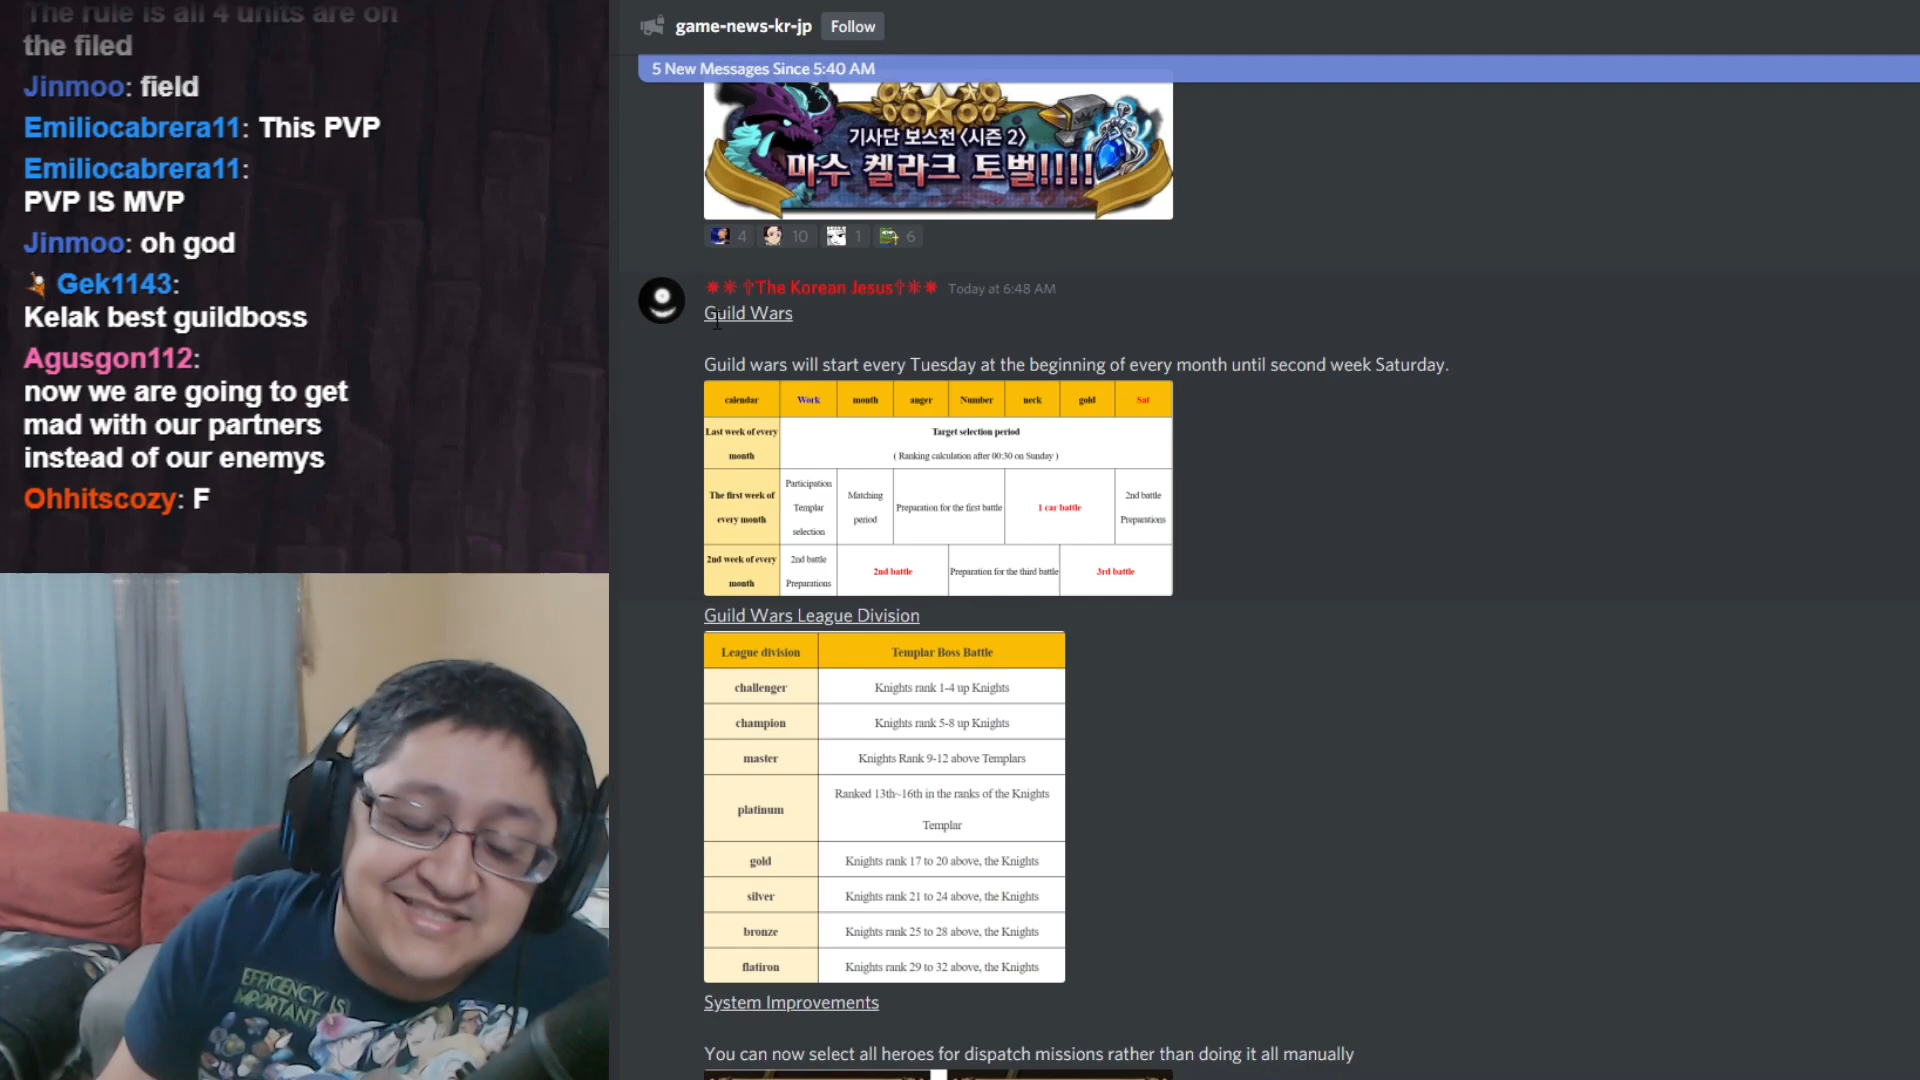 The rule is all 4 units are on
the filed
Jinmoo: field
Emiliocabrera11: This PVP
Emiliocabrera11:
PVP IS MVP
Jinmoo: oh god
Gek1143:
Kelak best guildboss
Agusgon112:
now we are going to get
mad with our partners
instead of our enemys
Ohhitscozy: F
EFFICENCY IS
IMPORTANT
game-news-kr-jp Follow
5 New Messages Since 5:40 AM
기사단 보스전 <시즌 2>
마수 켈라크 토벌!!!!
4 10 1 6
✷✳✞The Korean Jesus✞✳✷ Today at 6:48 AM
Guild Wars
Guild wars will start every Tuesday at the beginning of every month until second week Saturday.
calendar Work month anger Number neck gold Sat
Last week of every month
Target selection period
( Ranking calculation after 00:30 on Sunday )
The first week of every month
Participation Templar selection
Matching period
Preparation for the first battle
1 car battle
2nd battle Preparations
2nd week of every month
2nd battle Preparations
2nd battle
Preparation for the third battle
3rd battle
Guild Wars League Division
League division Templar Boss Battle
challenger Knights rank 1-4 up Knights
champion Knights rank 5-8 up Knights
master Knights Rank 9-12 above Templars
platinum Ranked 13th~16th in the ranks of the Knights
Templar
gold Knights rank 17 to 20 above, the Knights
silver Knights rank 21 to 24 above, the Knights
bronze Knights rank 25 to 28 above, the Knights
flatiron Knights rank 29 to 32 above, the Knights
System Improvements
You can now select all heroes for dispatch missions rather than doing it all manually